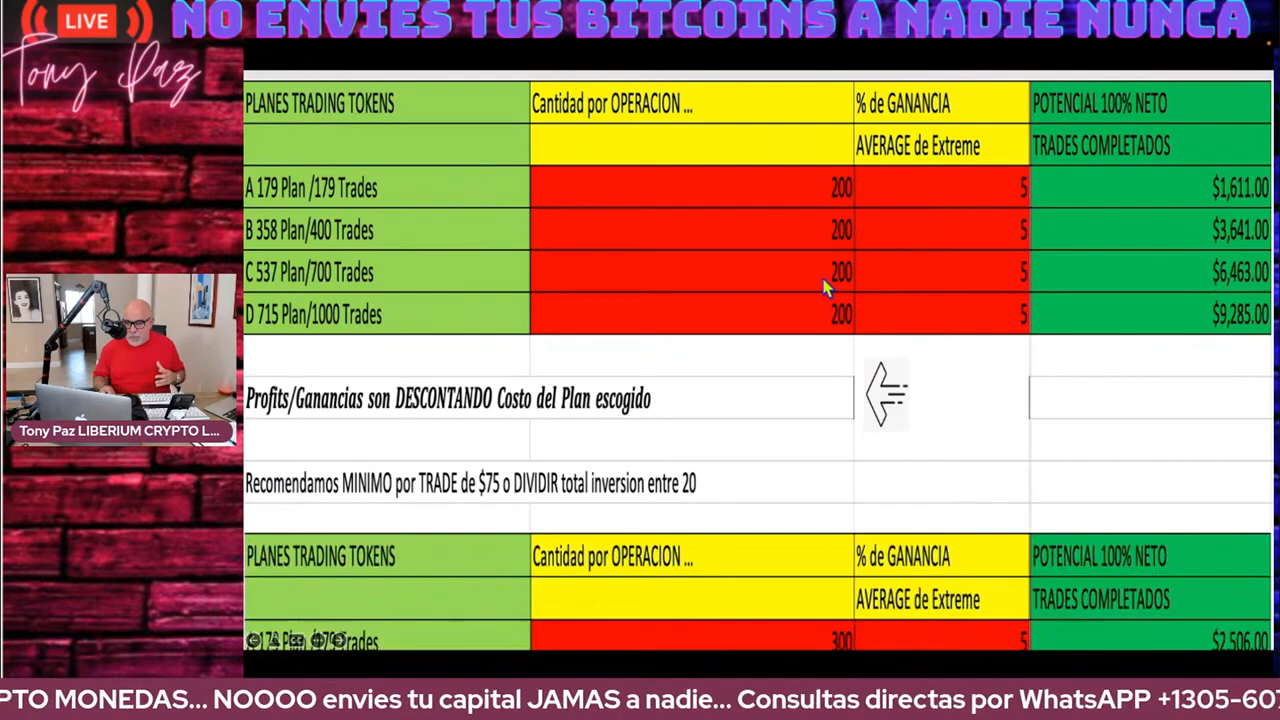 LIVE
NO ENVIES TUS BITCOINS A NADIE NUNCA
Tony Paz
PLANES TRADING TOKENS Cantidad por OPERACION ... % de GANANCIA POTENCIAL 100% NETO
AVERAGE de Extreme TRADES COMPLETADOS
A 179 Plan /179 Trades 200 5 $1,611.00
B 358 Plan/400 Trades 200 5 $3,641.00
C 537 Plan/700 Trades 200 5 $6,463.00
D 715 Plan/1000 Trades 200 5 $9,285.00
Profits/Ganancias son DESCONTANDO Costo del Plan escogido
Tony Paz LIBERIUM CRYPTO L...
Recomendamos MINIMO por TRADE de $75 o DIVIDIR total inversion entre 20
PLANES TRADING TOKENS Cantidad por OPERACION ... % de GANANCIA POTENCIAL 100% NETO
AVERAGE de Extreme TRADES COMPLETADOS
179 Plan Trades 300 5 $2,506.00
PTO MONEDAS... NOOOO envies tu capital JAMAS a nadie... Consultas directas por WhatsAPP +1305-607